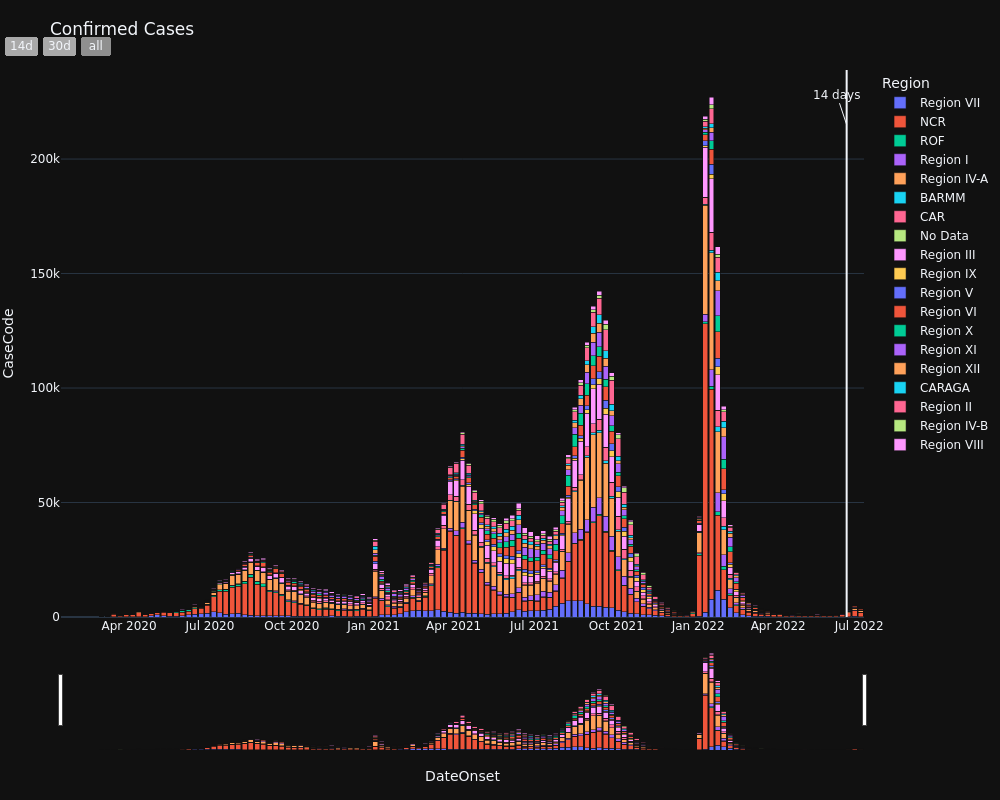 Confirmed Cases
14d 30d all
14 days
Region
Region VII
NCR
ROF
Region I
Region IV-A
BARMM
CAR
No Data
Region III
Region IX
Region V
Region VI
Region X
Region XI
Region XII
CARAGA
Region II
Region IV-B
Region VIII
CaseCode
200k
150k
100k
50k
0
Apr 2020 Jul 2020 Oct 2020 Jan 2021 Apr 2021 Jul 2021 Oct 2021 Jan 2022 Apr 2022 Jul 2022
DateOnset